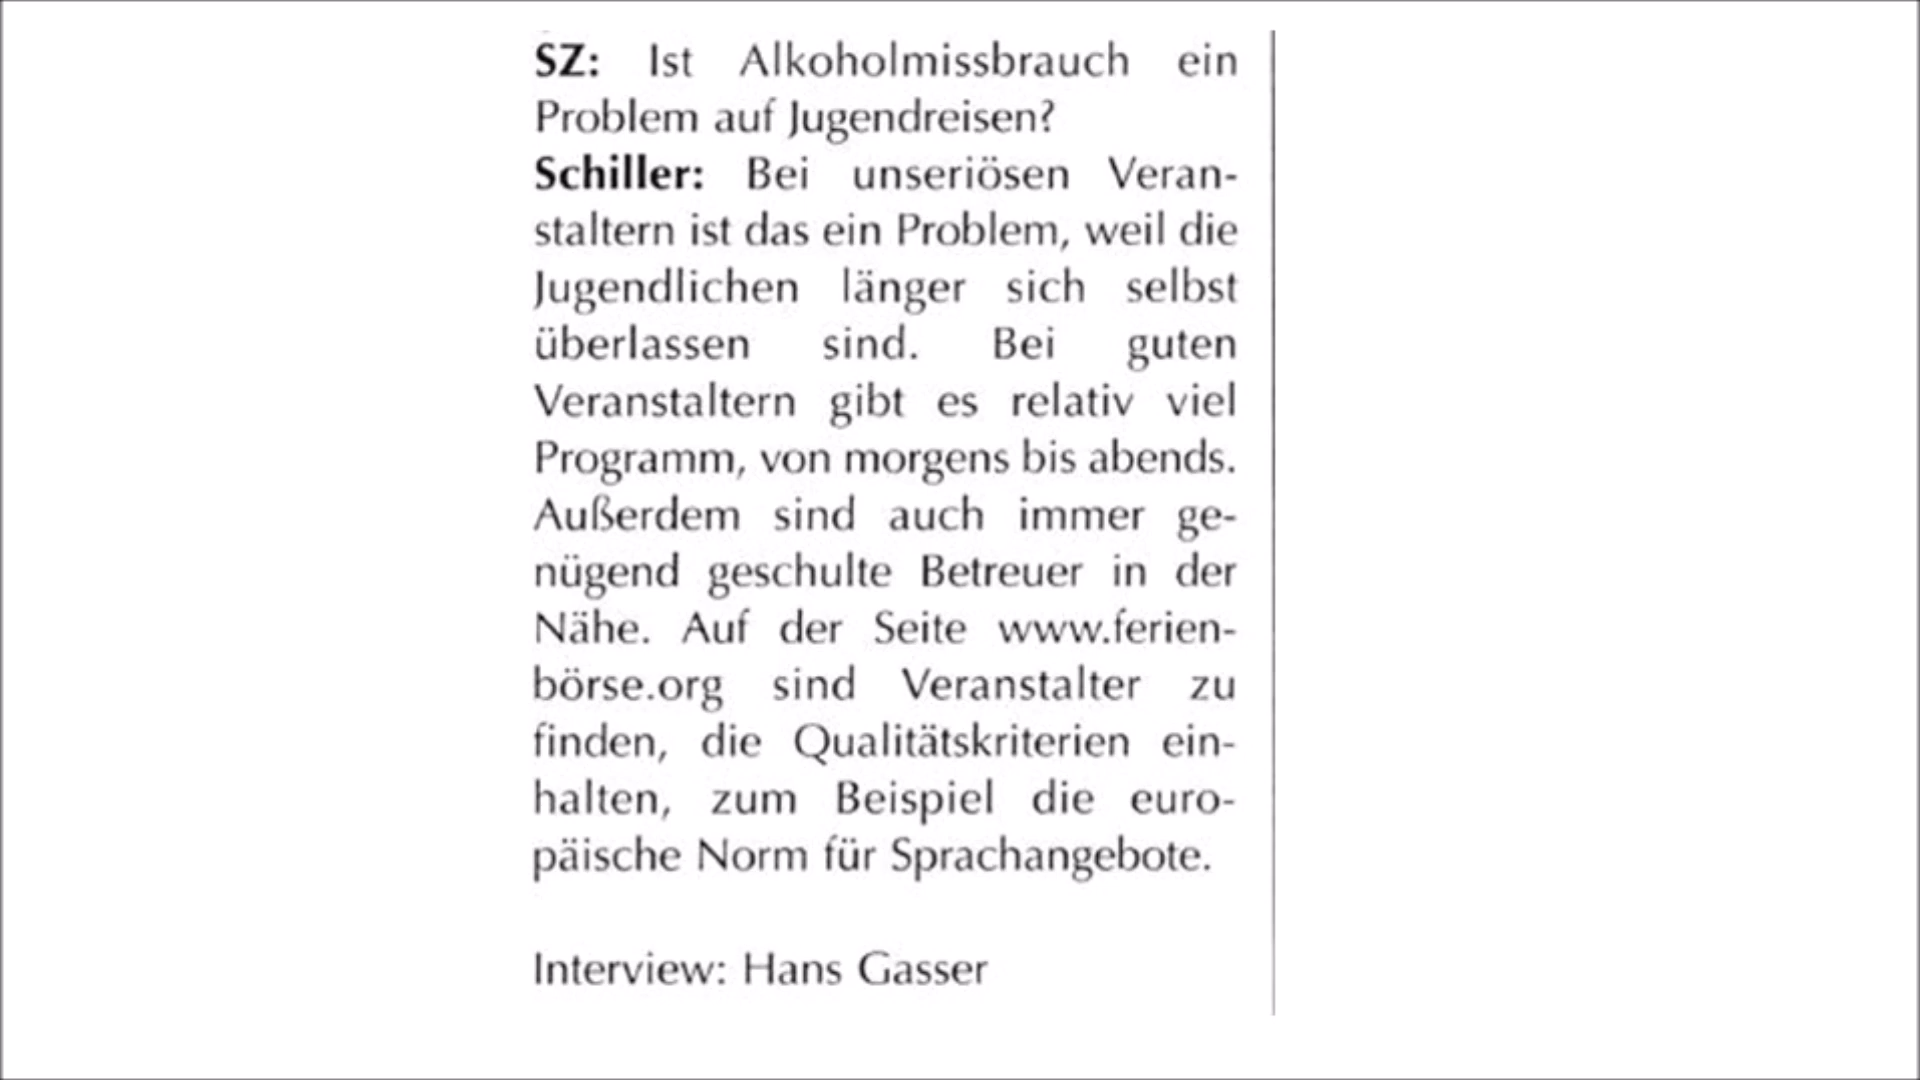 SZ: Ist Alkoholmissbrauch ein
Problem auf Jugendreisen?
Schiller: Bei unseriösen Veran-
staltern ist das ein Problem, weil die
Jugendlichen länger sich selbst
überlassen sind. Bei guten
Veranstaltern gibt es relativ viel
Programm, von morgens bis abends.
Außerdem sind auch immer ge-
nügend geschulte Betreuer in der
Nähe. Auf der Seite www.ferien-
börse.org sind Veranstalter zu
finden, die Qualitätskriterien ein-
halten, zum Beispiel die euro-
päische Norm für Sprachangebote.
Interview: Hans Gasser